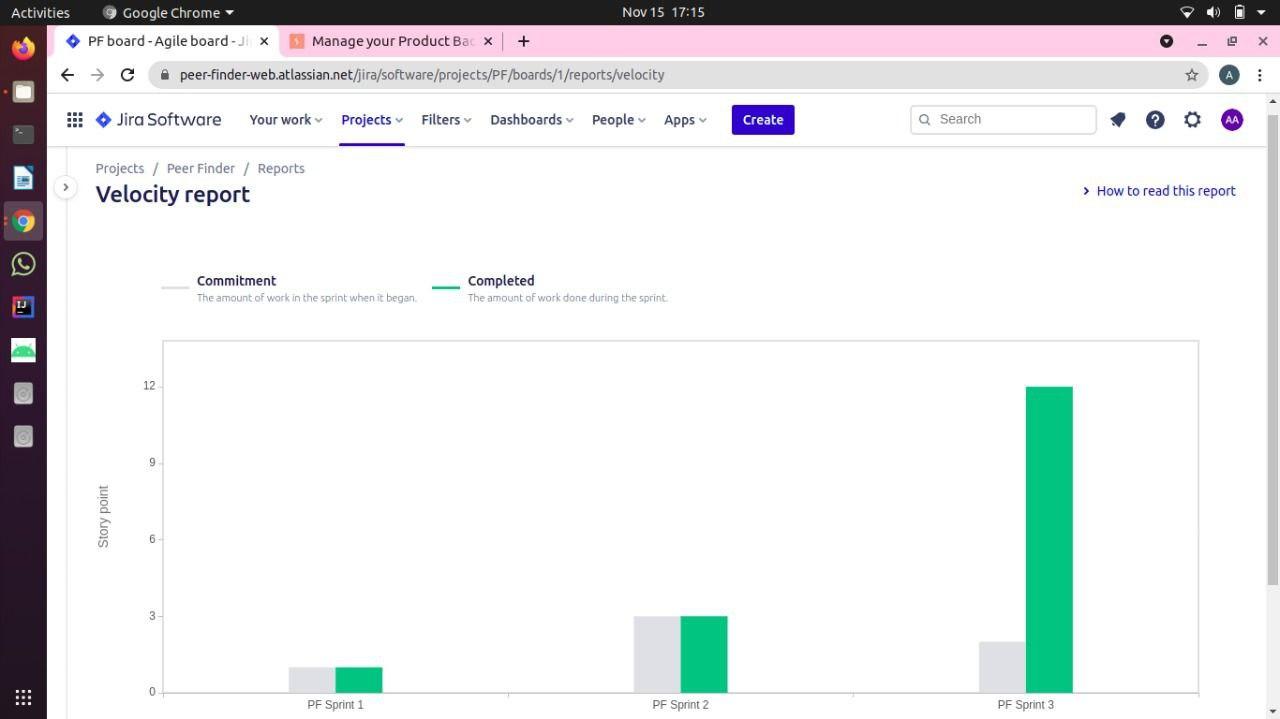 Activities Google Chrome Nov 15 17:15
PF board - Agile board - Ji Manage your Product Bac
peer-finder-web.atlassian.net/jira/software/projects/PF/boards/1/reports/velocity A
Jira Software Your work Projects Filters Dashboards People Apps Create Search AA
Projects / Peer Finder / Reports
Velocity report
How to read this report
Commitment Completed
The amount of work in the sprint when it began. The amount of work done during the sprint.
12
9
6
3
0
Story point
PF Sprint 1 PF Sprint 2 PF Sprint 3